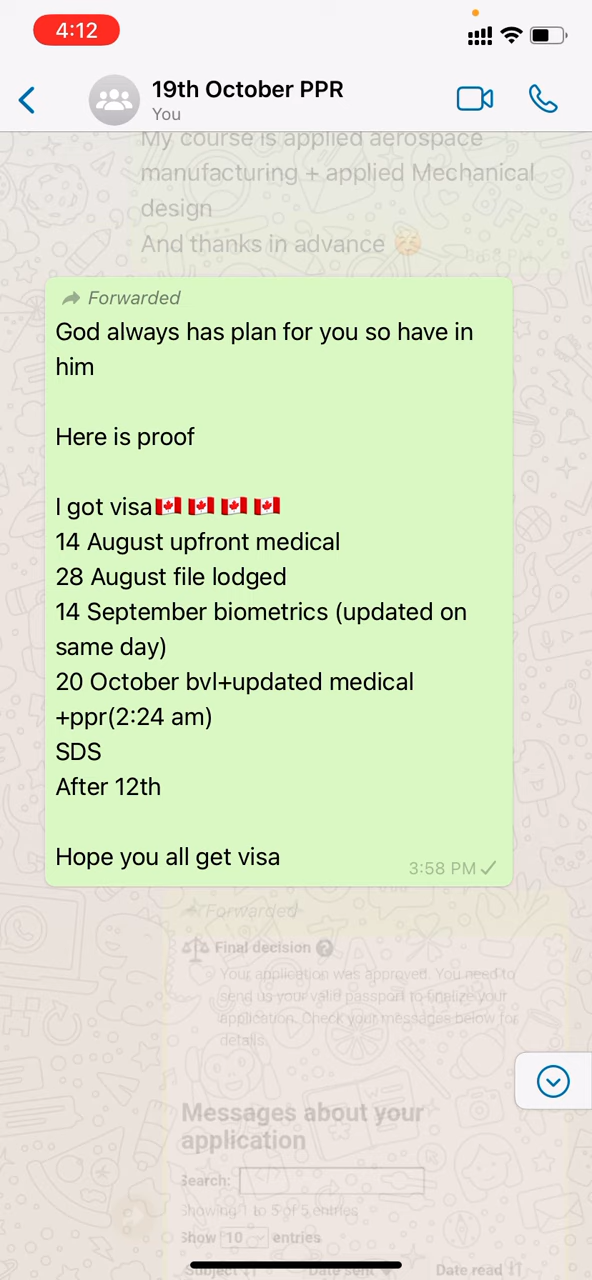 4:12
19th October PPR
You
My course is applied aerospace
manufacturing + applied Mechanical
design
And thanks in advance 😁
3:58 PM
Forwarded
God always has plan for you so have in
him
Here is proof
I got visa🇨🇦🇨🇦🇨🇦🇨🇦
14 August upfront medical
28 August file lodged
14 September biometrics (updated on
same day)
20 October bvl+updated medical
+ppr(2:24 am)
SDS
After 12th
Hope you all get visa
3:58 PM
Forwarded
Final decision
Your application was approved. You need to
send us your valid passport to finalize your
application. Check your messages below for
details.
Messages about your
application
Search:
Showing 1 to 5 of 5 entries
Show 10 entries
Subject Date sent Date read